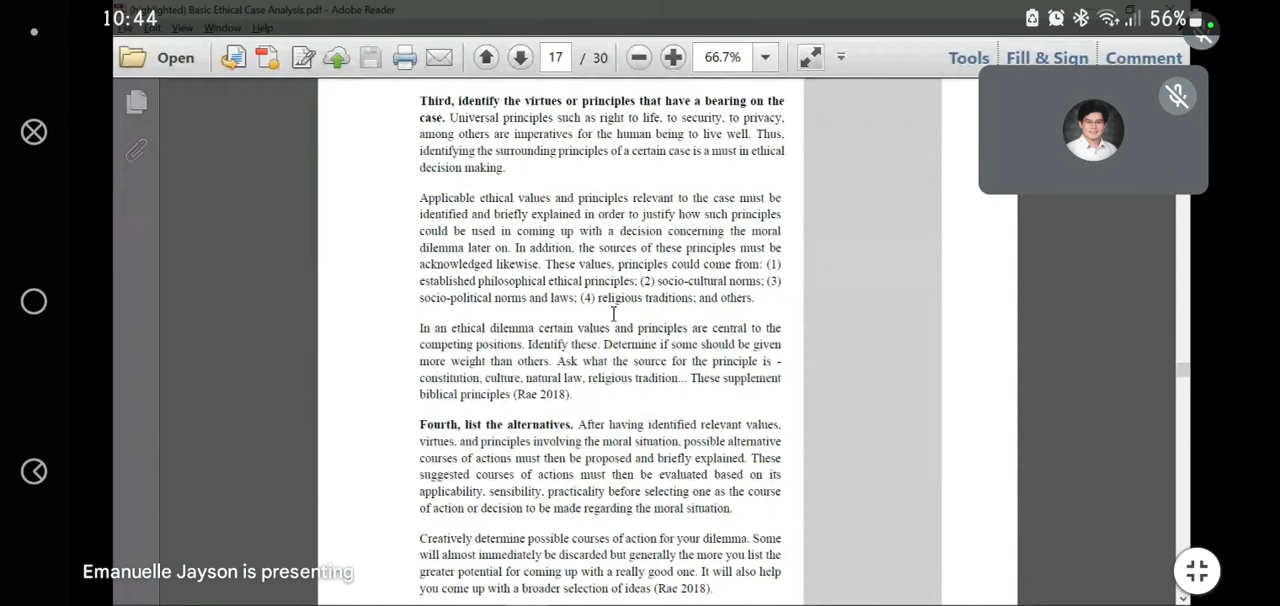 (highlighted) Basic Ethical Case Analysis.pdf - Adobe Reader
10:44
56%
File Edit View Window Help
Open
17 / 30
66.7%
Tools
Fill & Sign
Comment
Third, identify the virtues or principles that have a bearing on the
case. Universal principles such as right to life, to security, to privacy,
among others are imperatives for the human being to live well. Thus,
identifying the surrounding principles of a certain case is a must in ethical
decision making.
Applicable ethical values and principles relevant to the case must be
identified and briefly explained in order to justify how such principles
could be used in coming up with a decision concerning the moral
dilemma later on. In addition, the sources of these principles must be
acknowledged likewise. These values, principles could come from: (1)
established philosophical ethical principles; (2) socio-cultural norms; (3)
socio-political norms and laws; (4) religious traditions; and others.
In an ethical dilemma certain values and principles are central to the
competing positions. Identify these. Determine if some should be given
more weight than others. Ask what the source for the principle is -
constitution, culture, natural law, religious tradition... These supplement
biblical principles (Rae 2018).
Fourth, list the alternatives. After having identified relevant values,
virtues, and principles involving the moral situation, possible alternative
courses of actions must then be proposed and briefly explained. These
suggested courses of actions must then be evaluated based on its
applicability, sensibility, practicality before selecting one as the course
of action or decision to be made regarding the moral situation.
Creatively determine possible courses of action for your dilemma. Some
will almost immediately be discarded but generally the more you list the
greater potential for coming up with a really good one. It will also help
you come up with a broader selection of ideas (Rae 2018).
Emanuelle Jayson is presenting